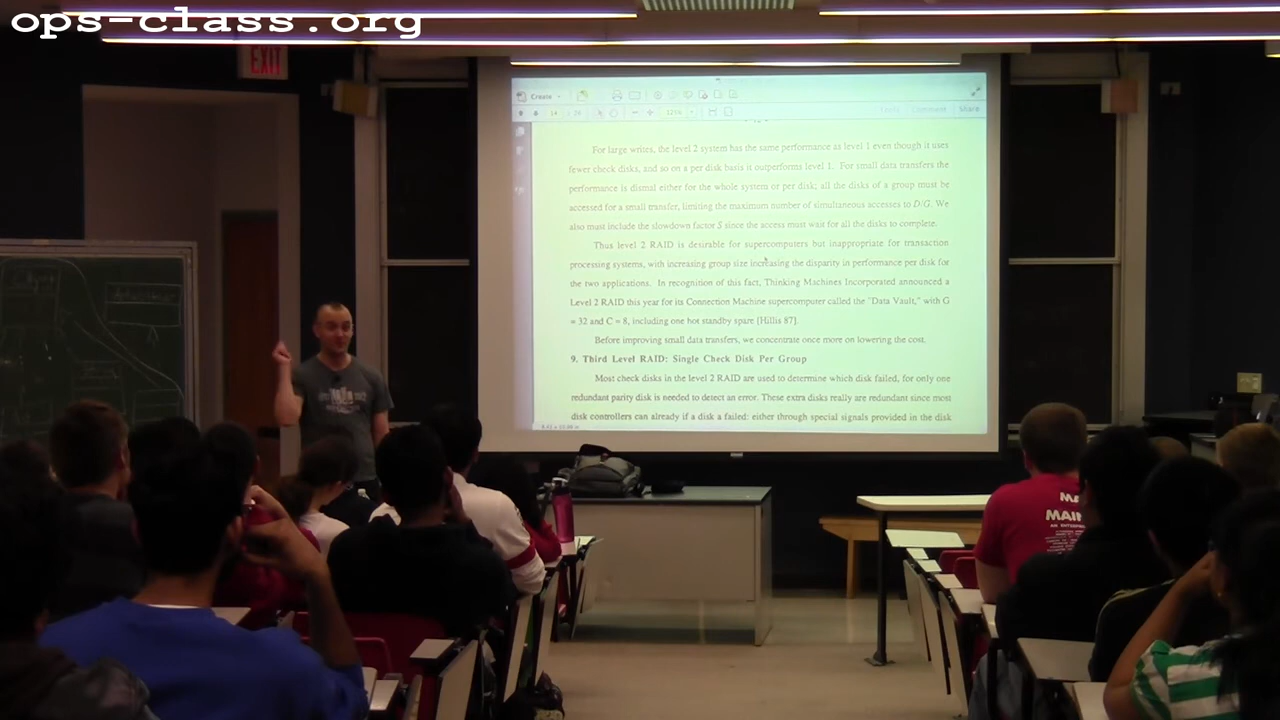 ops-class.org
EXIT
Create
Comment
Share
For large writes, the level 2 system has the same performance as level 1 even though it uses
fewer check disks, and so on a per disk basis it outperforms level 1. For small data transfers the
performance is dismal either for the whole system or per disk; all the disks of a group must be
accessed for a small transfer, limiting the maximum number of simultaneous accesses to D/G. We
also must include the slowdown factor S since the access must wait for all the disks to complete.
Thus level 2 RAID is desirable for supercomputers but inappropriate for transaction
processing systems, with increasing group size increasing the disparity in performance per disk for
the two applications. In recognition of this fact, Thinking Machines Incorporated announced a
Level 2 RAID this year for its Connection Machine supercomputer called the "Data Vault," with G
= 32 and C = 8, including one hot standby spare [Hillis 87].
Before improving small data transfers, we concentrate once more on lowering the cost.
9. Third Level RAID: Single Check Disk Per Group
Most check disks in the level 2 RAID are used to determine which disk failed, for only one
redundant parity disk is needed to detect an error. These extra disks really are redundant since most
disk controllers can already if a disk a failed: either through special signals provided in the disk